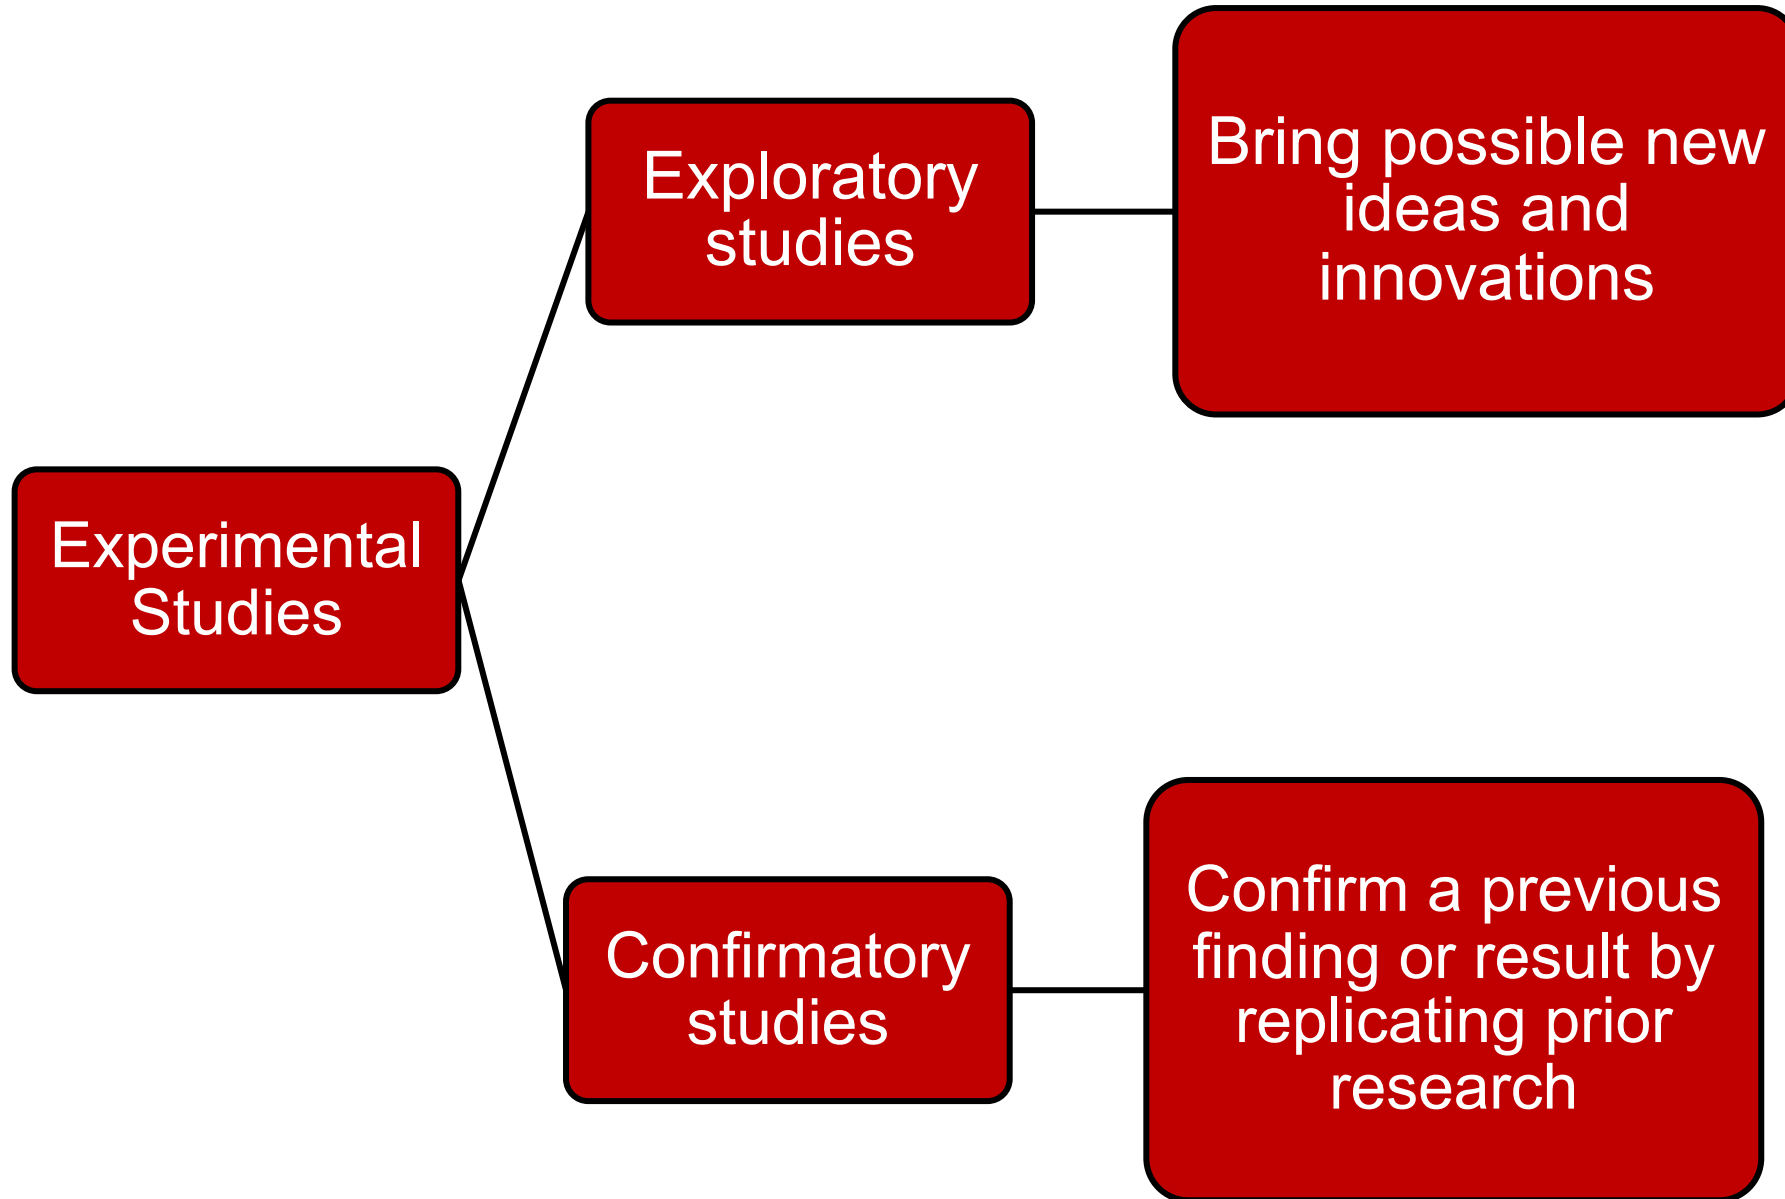 Experimental
Studies
Exploratory
studies
Bring possible new
ideas and
innovations
Confirmatory
studies
Confirm a previous
finding or result by
replicating prior
research